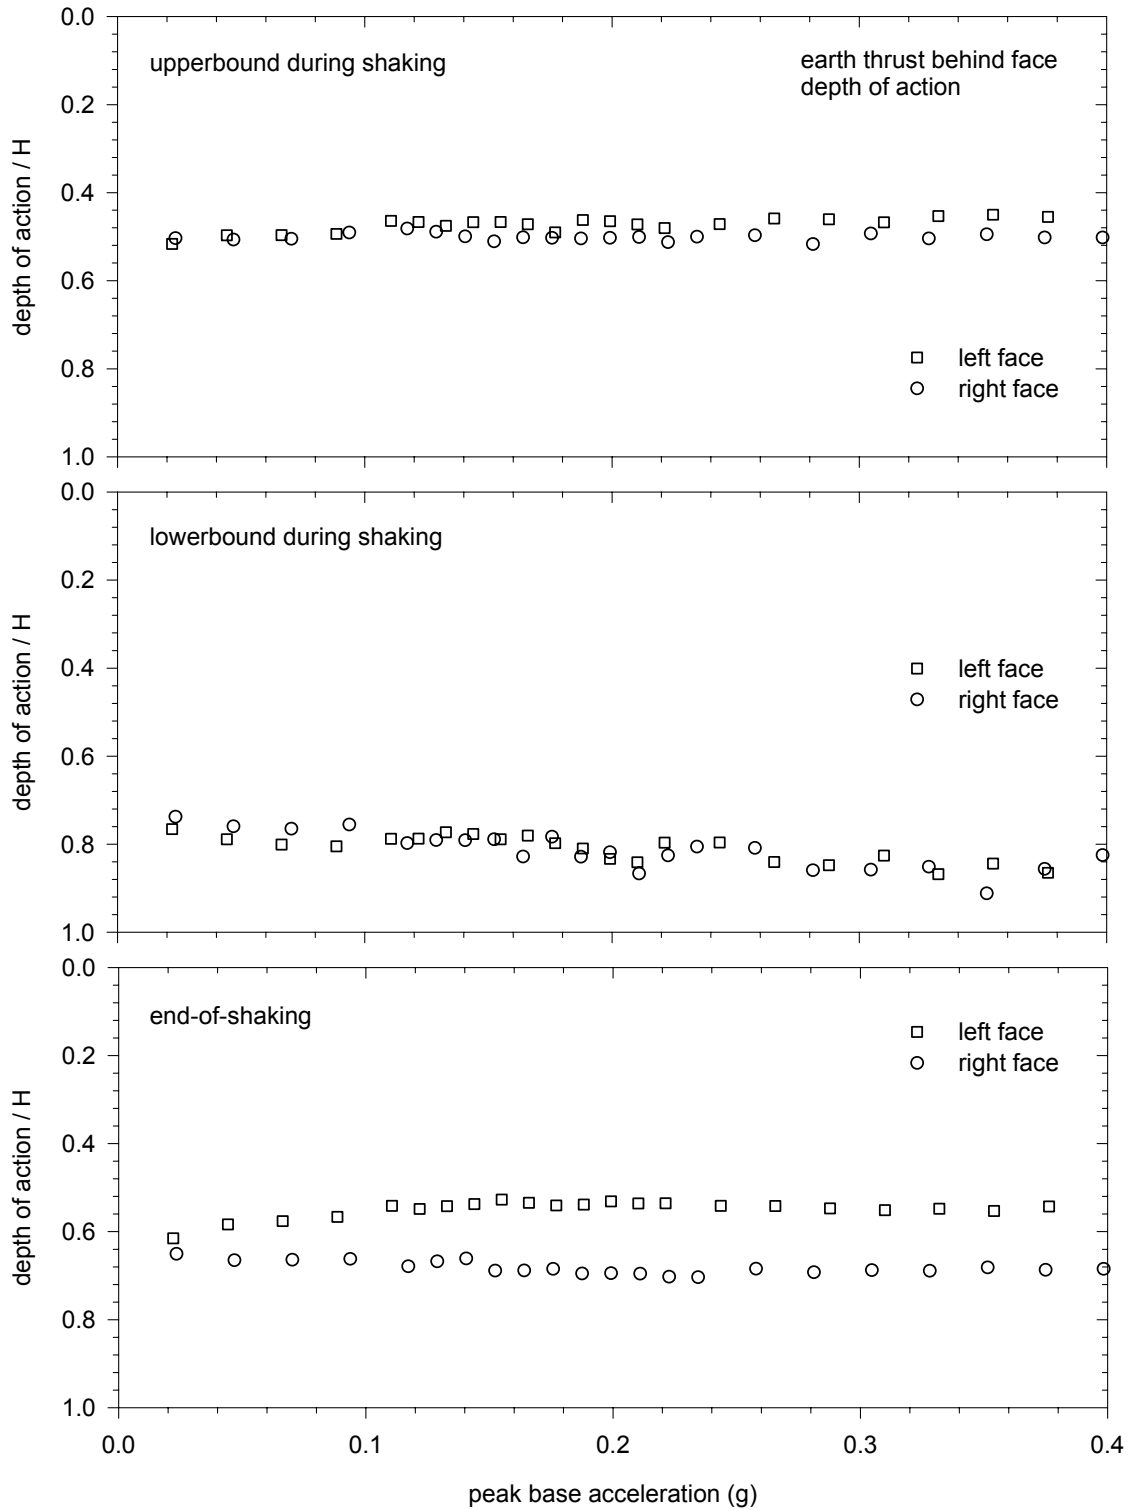 0.0
upperbound during shaking
earth thrust behind face
depth of action
0.2
0.4
depth of action / H
0.6
left face
0.8
right face
1.0
0.0
lowerbound during shaking
0.2
0.4
left face
right face
depth of action / H
0.6
0.8
1.0
0.0
end-of-shaking
left face
0.2
right face
0.4
depth of action / H
0.6
0.8
1.0
0.0 0.1 0.2 0.3 0.4
peak base acceleration (g)